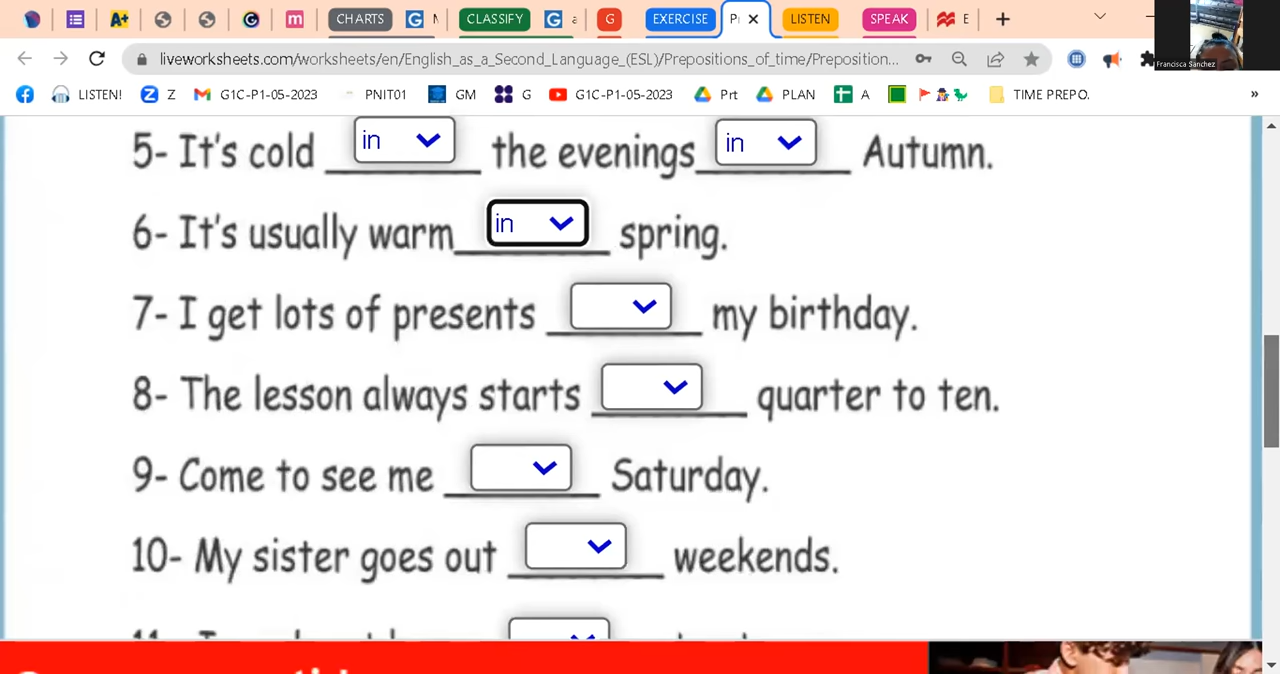 CHARTS G N CLASSIFY G a G EXERCISE P LISTEN SPEAK E
liveworksheets.com/worksheets/en/English_as_a_Second_Language_(ESL)/Prepositions_of_time/Preposition...
Francisca Sánchez
LISTEN! Z G1C-P1-05-2023 PNIT01 GM G G1C-P1-05-2023 Prt PLAN A TIME PREPO. »
5- It's cold in the evenings in Autumn.
6- It's usually warm in spring.
7- I get lots of presents my birthday.
8- The lesson always starts quarter to ten.
9- Come to see me Saturday.
10- My sister goes out weekends.